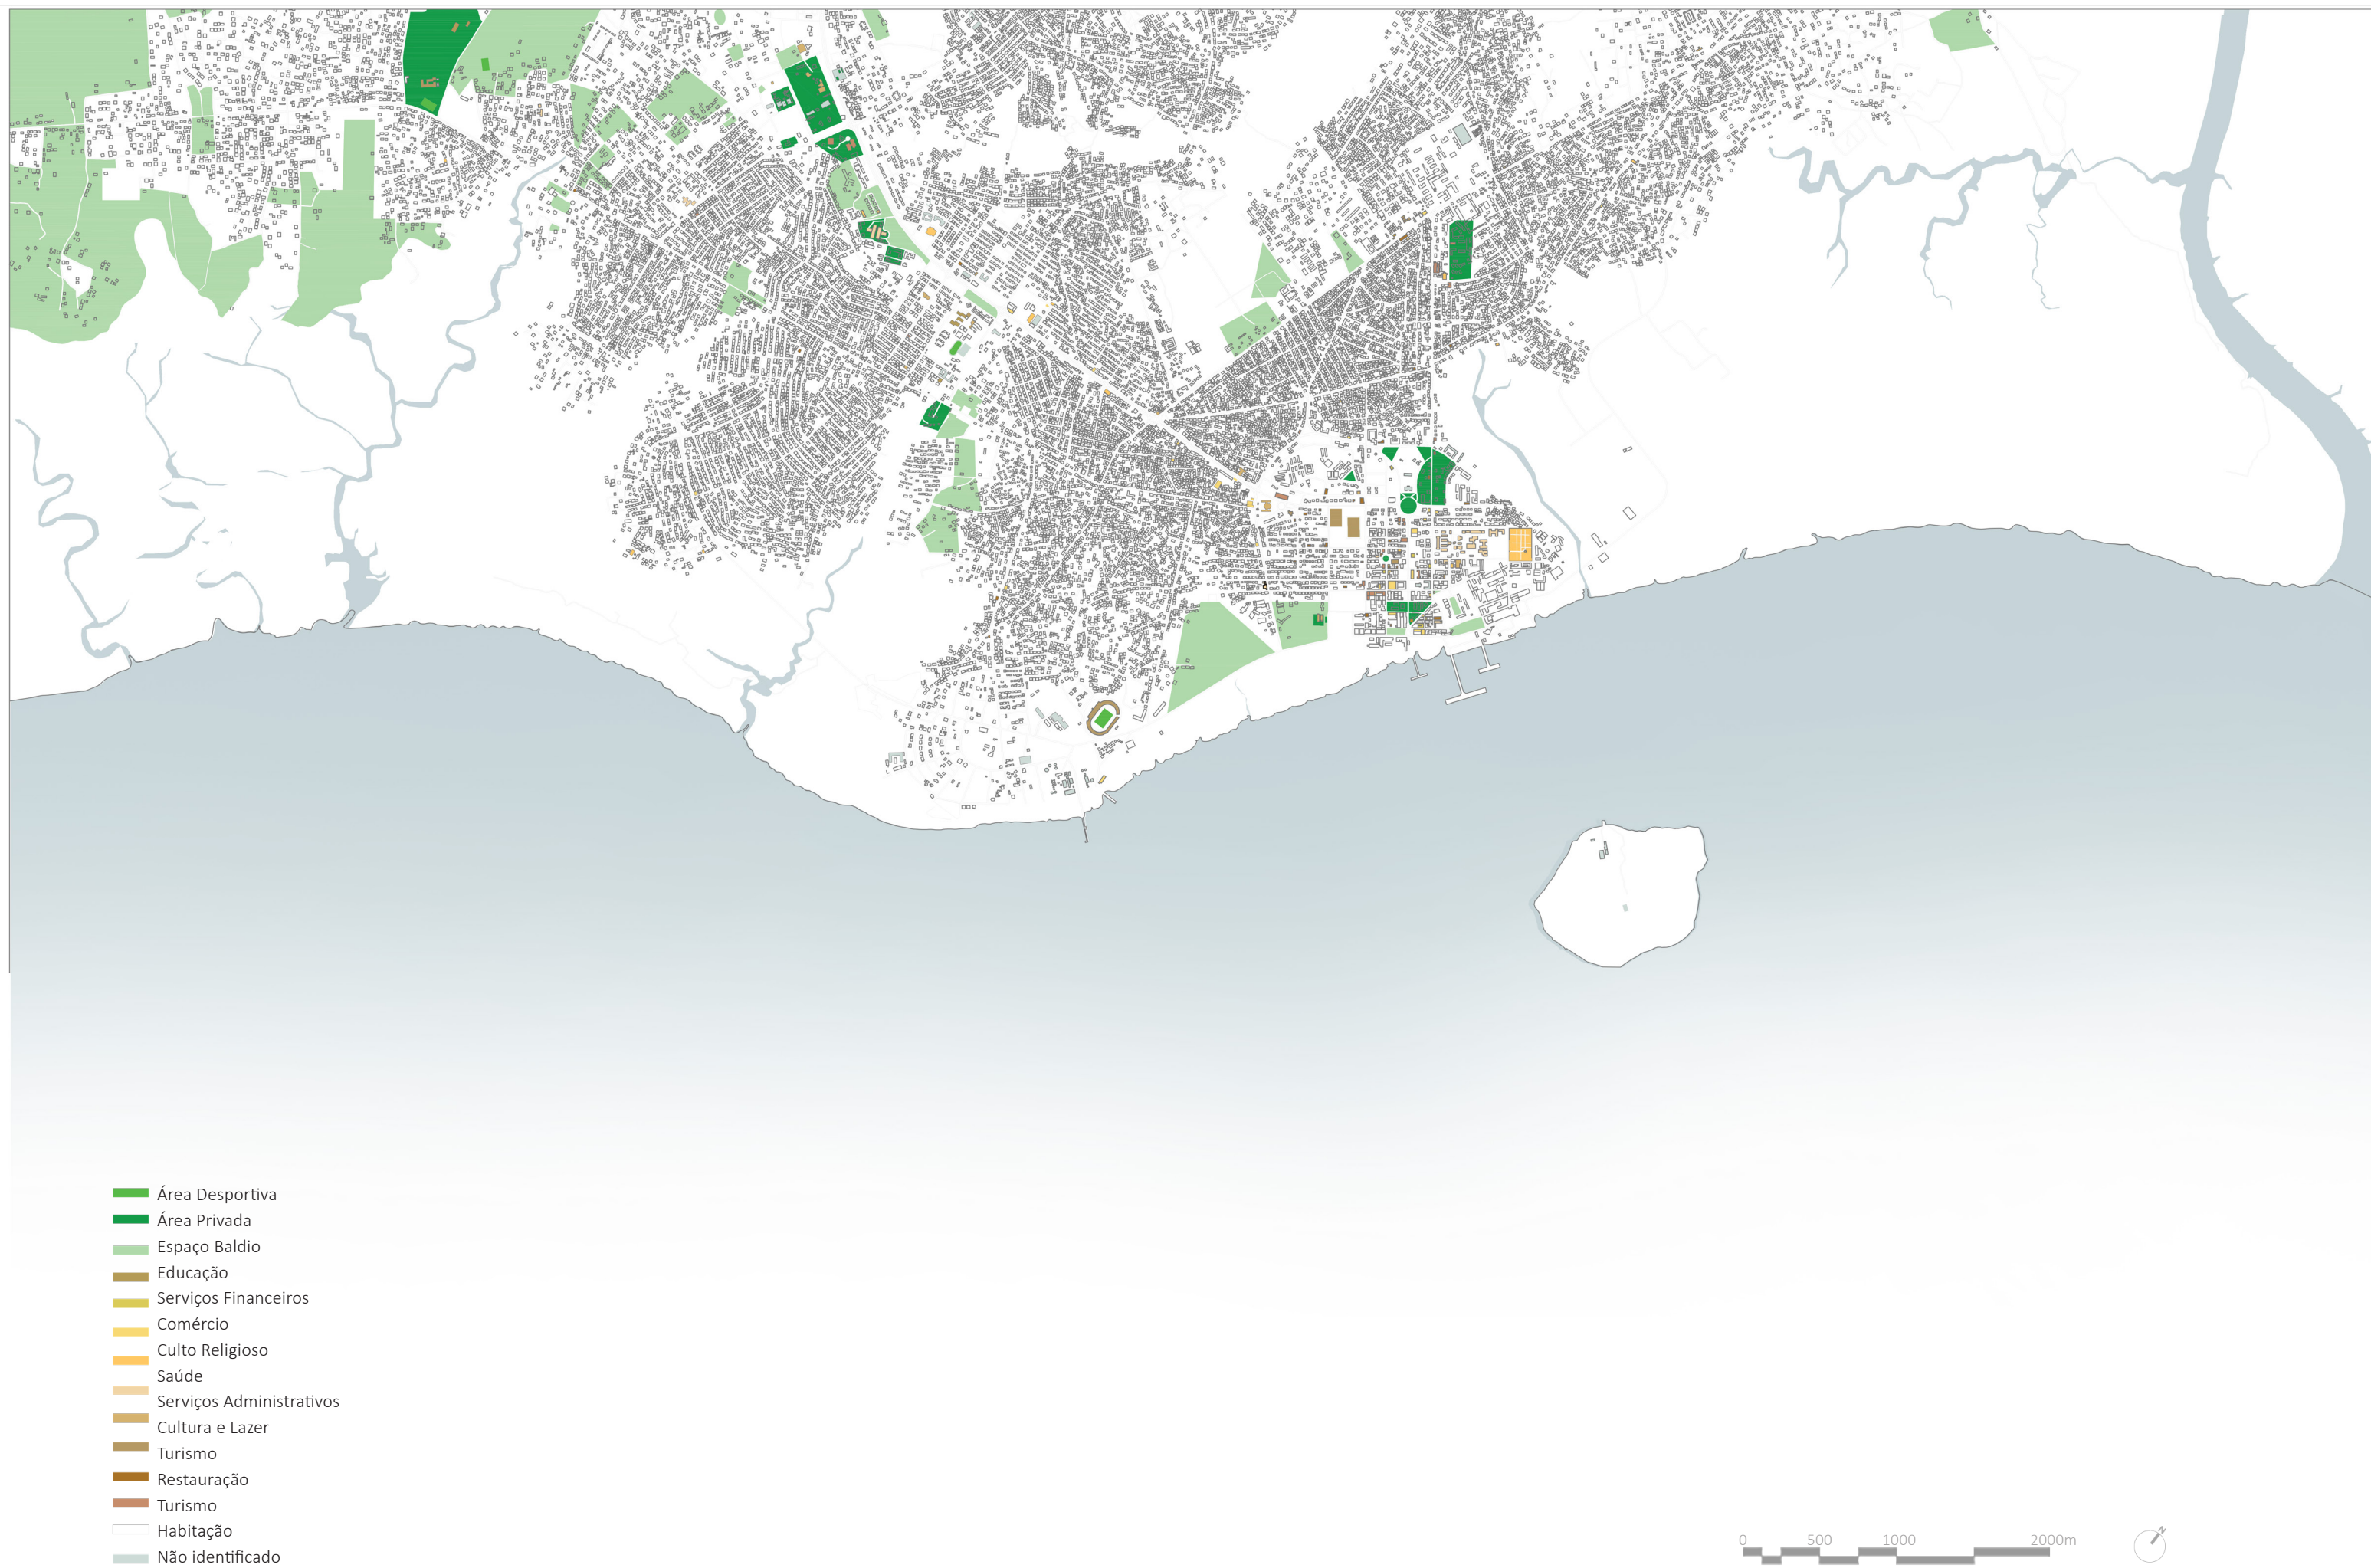 Área Desportiva
Área Privada
Espaço Baldio
Educação
Serviços Financeiros
Comércio
Culto Religioso
Saúde
Serviços Administrativos
Cultura e Lazer
Turismo
Restauração
Turismo
Habitação
Não identificado
0 500 1000 2000m
N